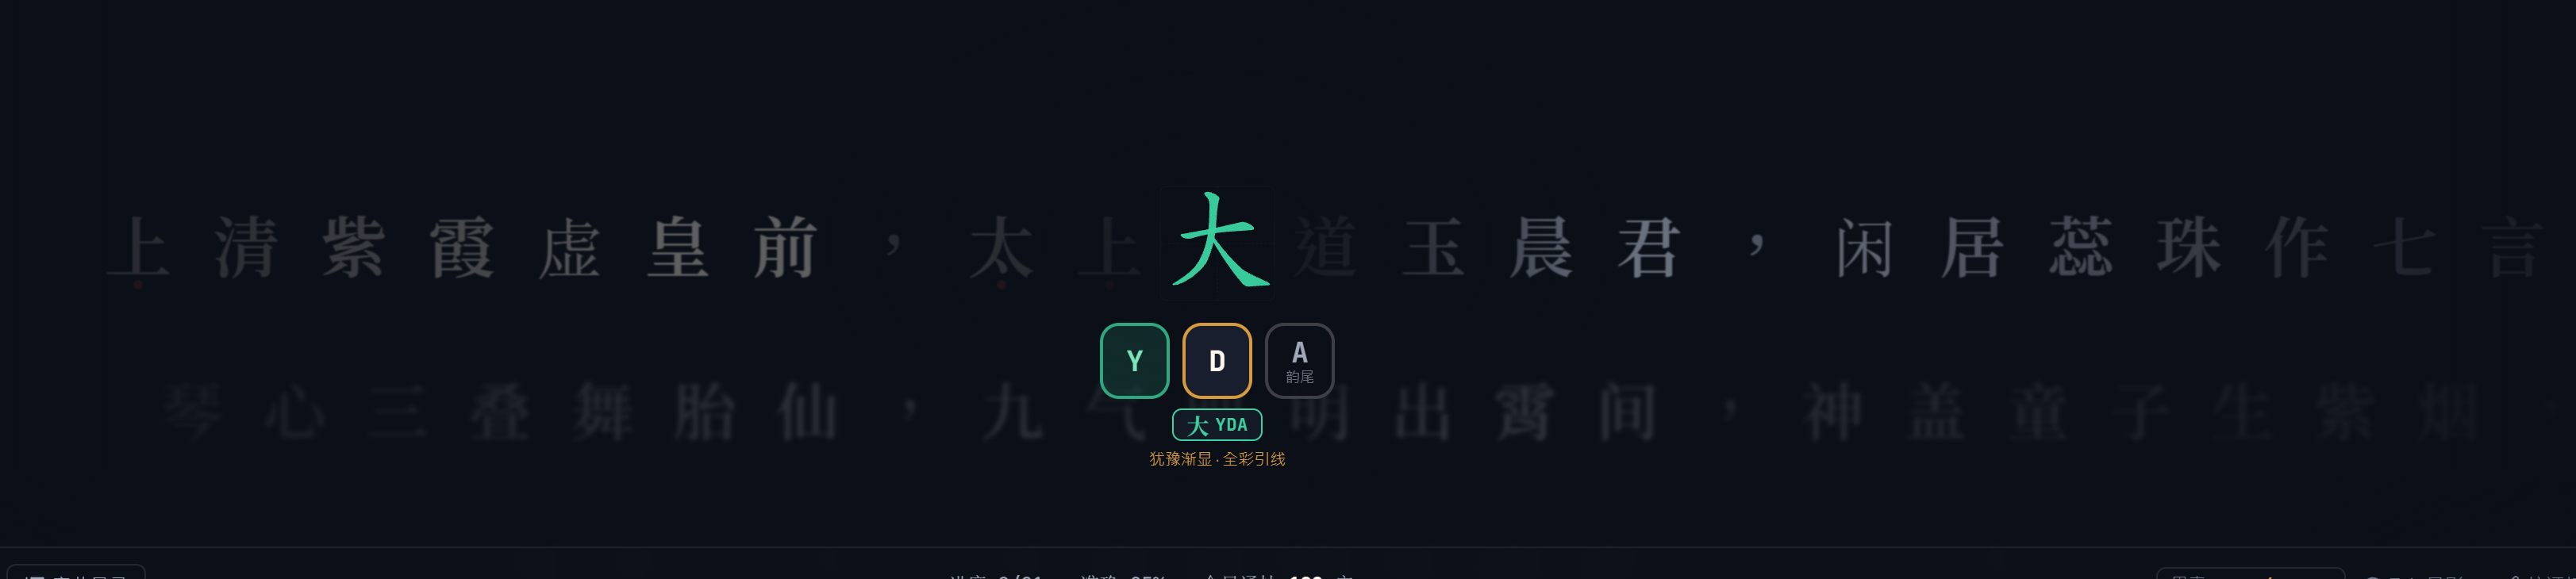 上清紫霞虚皇前，太上大道玉晨君，闲居蕊珠作七言
Y D A
韵尾
琴心三叠舞胎仙，九气 明出霄间，神盖童子生紫烟，
大 YDA
犹豫渐显·全彩引线